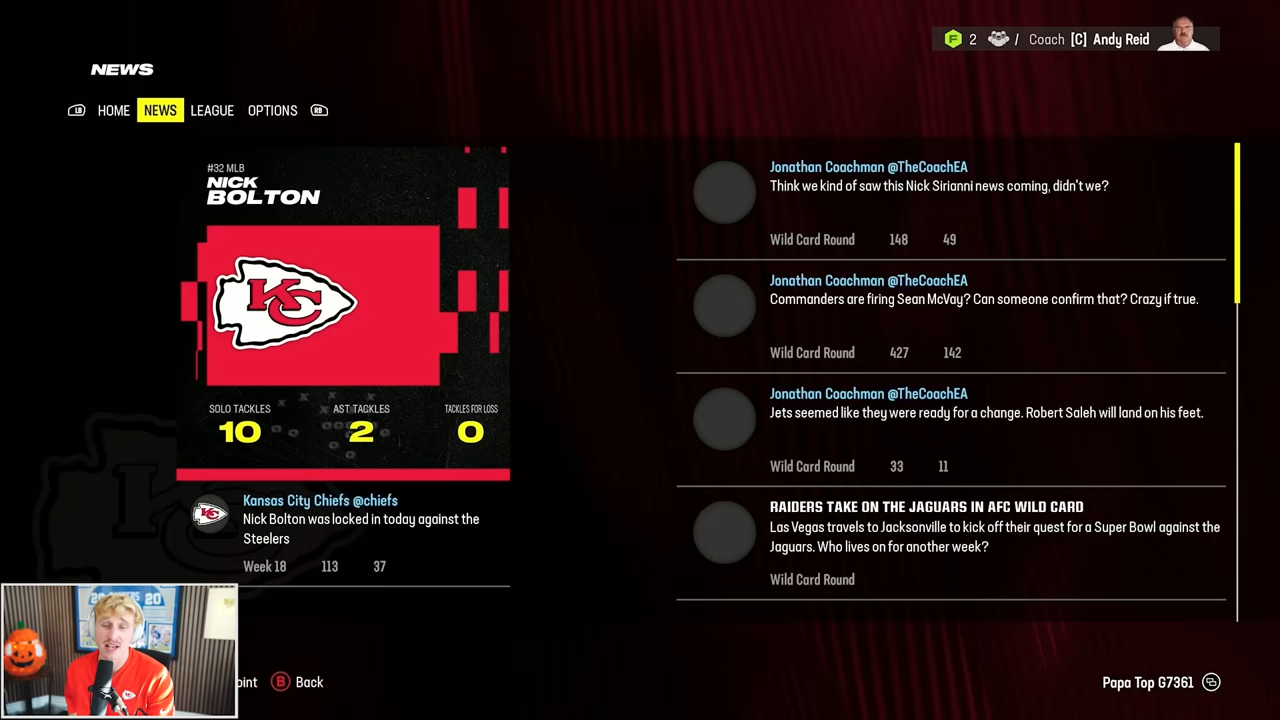 2 / Coach [C] Andy Reid
NEWS
LB HOME NEWS LEAGUE OPTIONS RB
#32 MLB
NICK
BOLTON
KC
SOLO TACKLES AST TACKLES TACKLES FOR LOSS
10 2 0
Kansas City Chiefs @chiefs
Nick Bolton was locked in today against the
Steelers
Week 18 113 37
Jonathan Coachman @TheCoachEA
Think we kind of saw this Nick Sirianni news coming, didn't we?
Wild Card Round 148 49
Jonathan Coachman @TheCoachEA
Commanders are firing Sean McVay? Can someone confirm that? Crazy if true.
Wild Card Round 427 142
Jonathan Coachman @TheCoachEA
Jets seemed like they were ready for a change. Robert Saleh will land on his feet.
Wild Card Round 33 11
RAIDERS TAKE ON THE JAGUARS IN AFC WILD CARD
Las Vegas travels to Jacksonville to kick off their quest for a Super Bowl against the
Jaguars. Who lives on for another week?
Wild Card Round
oint B Back
Papa Top G7361